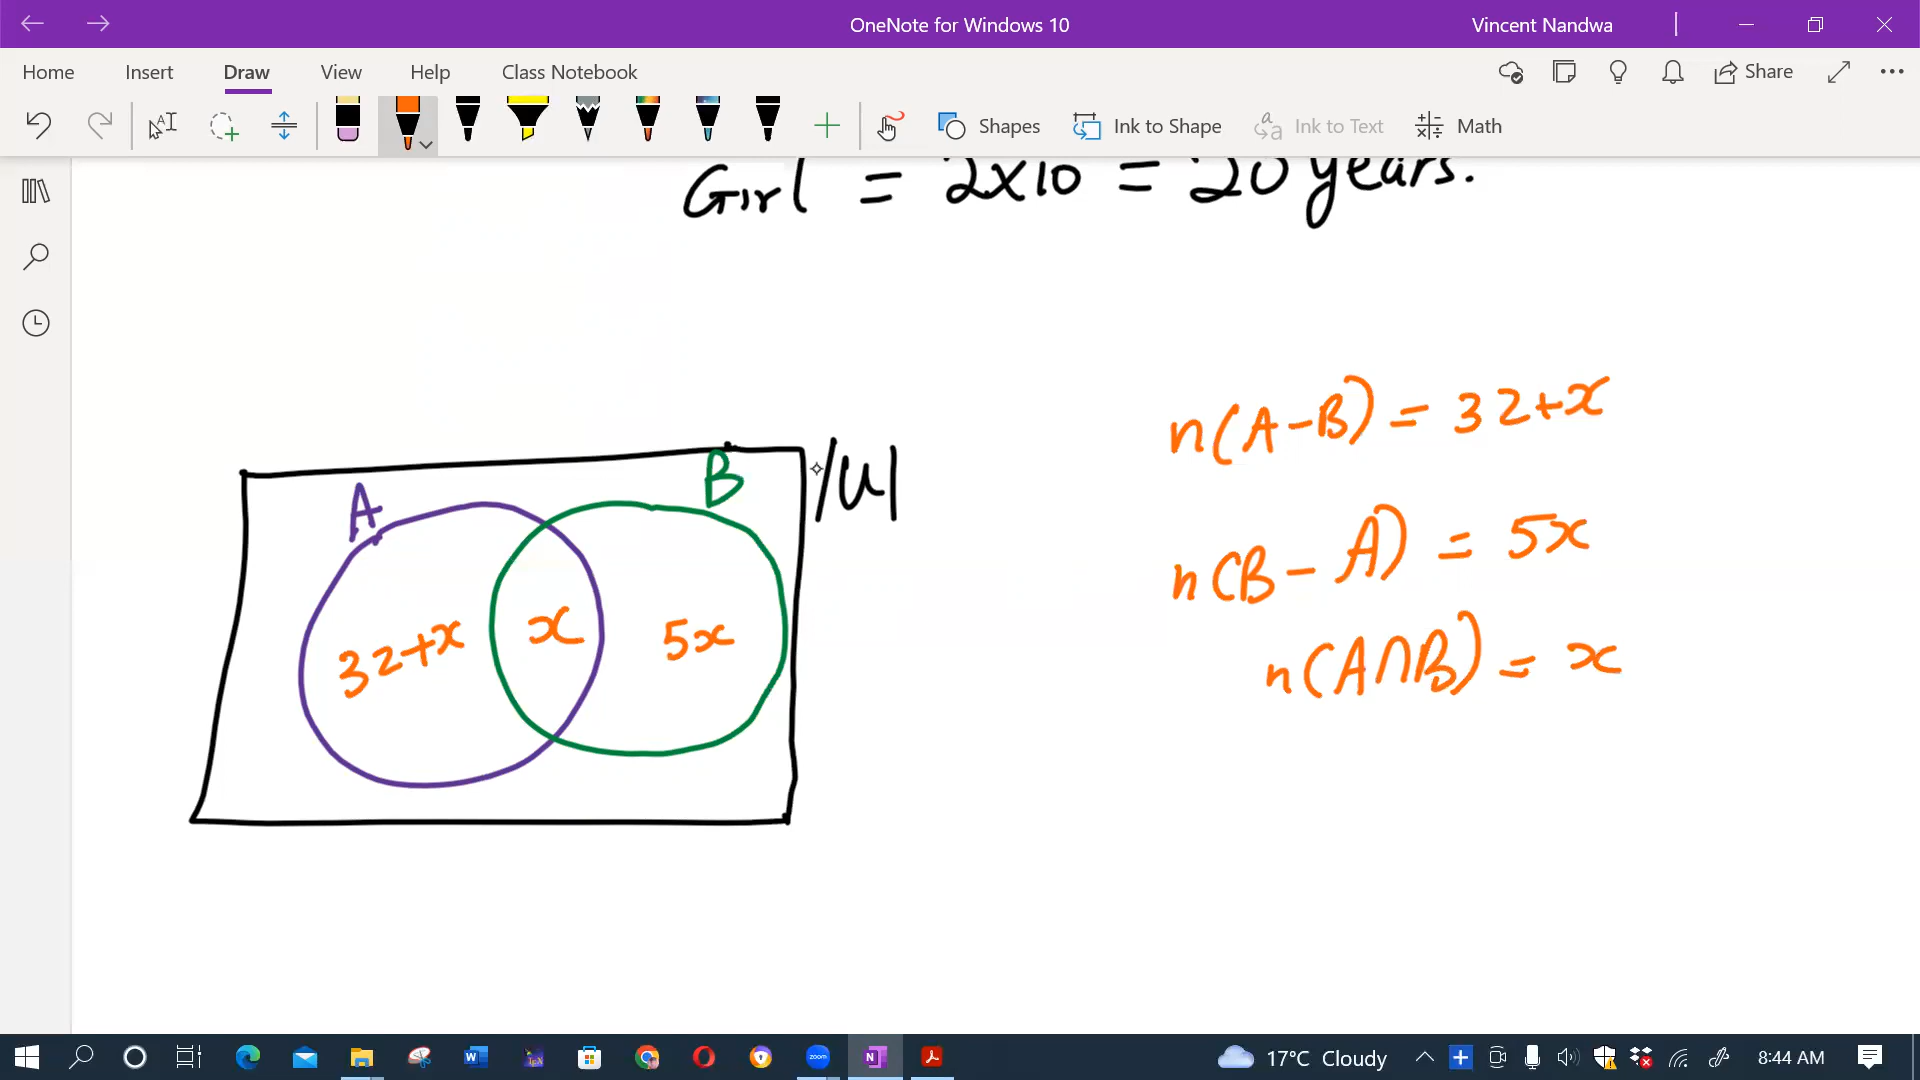 OneNote for Windows 10
Vincent Nandwa
Home Insert Draw View Help Class Notebook Share
Shapes Ink to Shape Ink to Text Math
Girl = 2x10 = 20 years.
n(A-B) = 32+x
B
A
n(B-A) = 5x
32+x x 5x
n(A∩B) = x
17°C Cloudy
8:44 AM